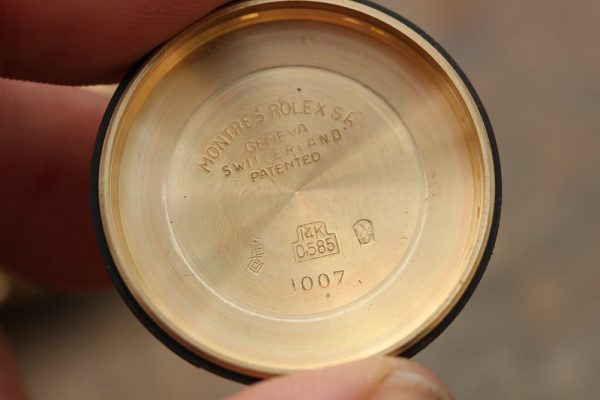 MONTRES ROLEX S.A.
GENEVA
SWITZERLAND
PATENTED
14K
0,585
1007